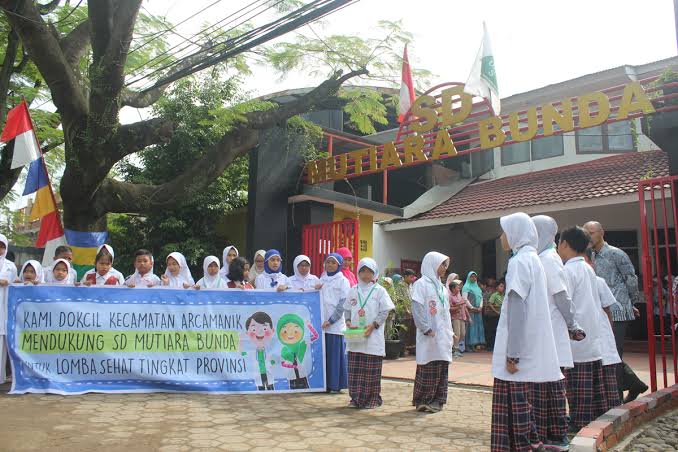 SD
MUTIARA BUNDA
KAMI DOKCIL KECAMATAN ARCAMANIK
MENDUKUNG SD MUTIARA BUNDA
UNTUK LOMBA SEHAT TINGKAT PROVINSI